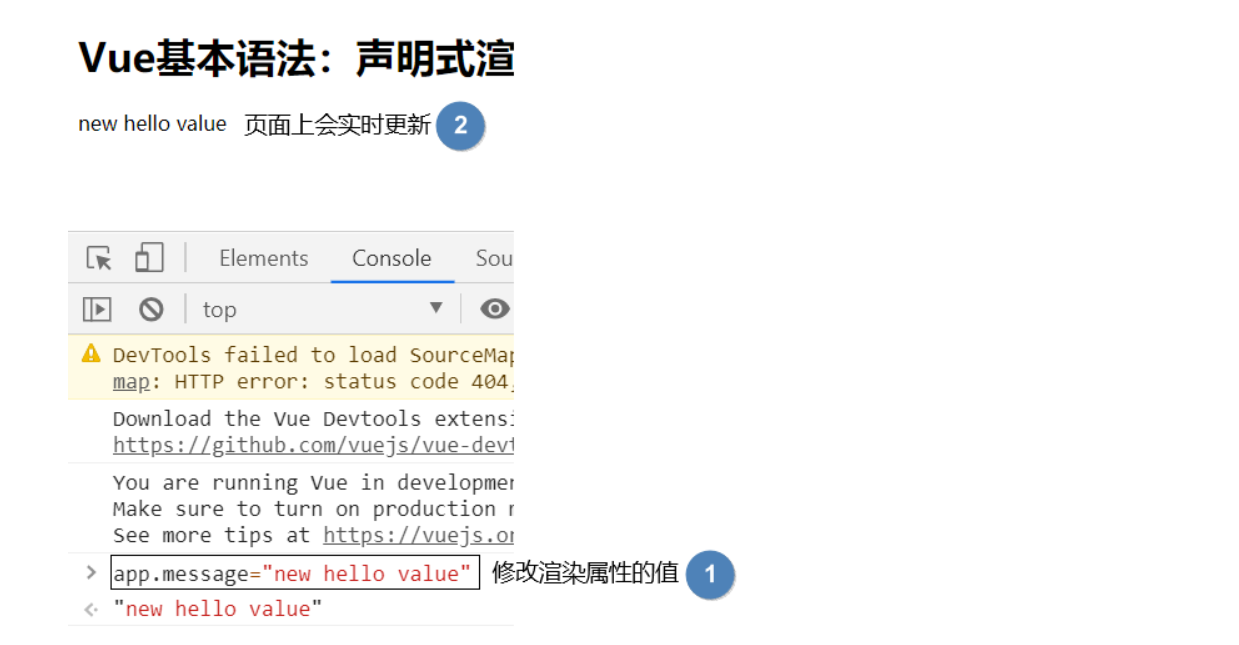 Vue基本语法：声明式渲
new hello value 页面上会实时更新 2
Elements Console Sou
top
DevTools failed to load SourceMap
map: HTTP error: status code 404,
Download the Vue Devtools extensi
https://github.com/vuejs/vue-devt
You are running Vue in developmen
Make sure to turn on production m
See more tips at https://vuejs.or
> app.message="new hello value" 修改渲染属性的值 1
"new hello value"